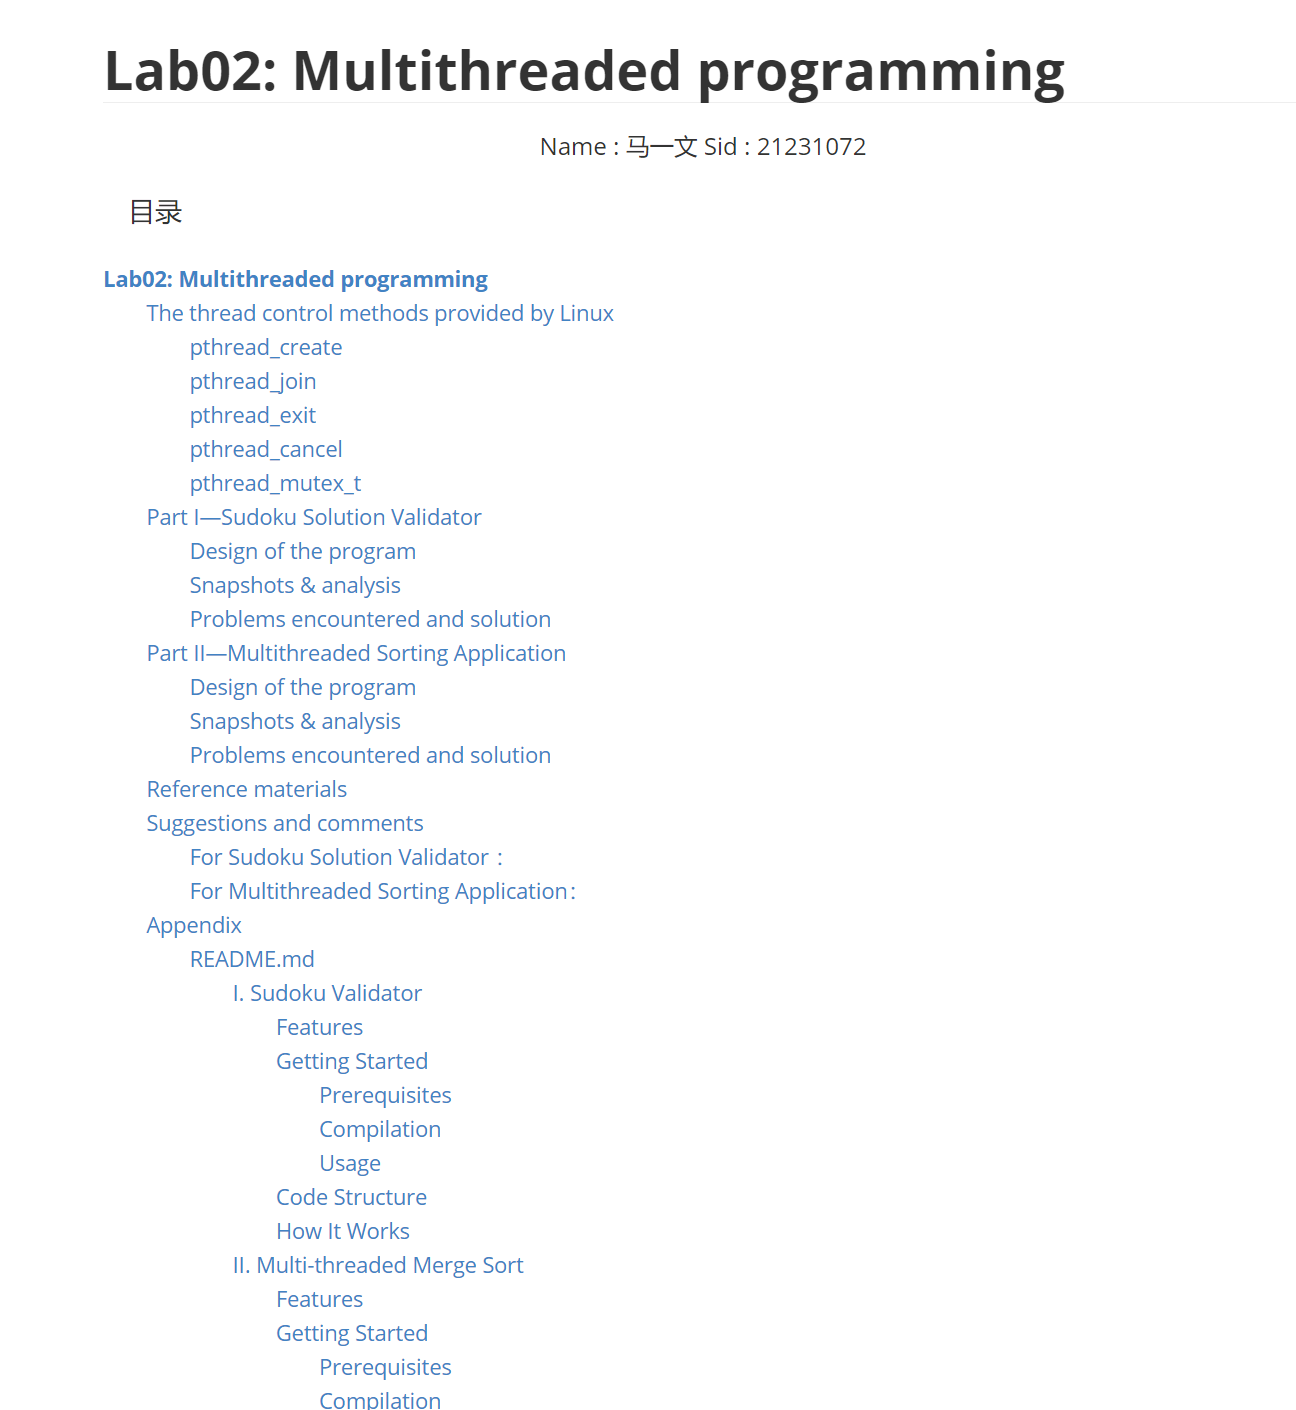 Lab02: Multithreaded programming
Name : 马一文 Sid : 21231072
目录
Lab02: Multithreaded programming
The thread control methods provided by Linux
pthread_create
pthread_join
pthread_exit
pthread_cancel
pthread_mutex_t
Part I—Sudoku Solution Validator
Design of the program
Snapshots & analysis
Problems encountered and solution
Part II—Multithreaded Sorting Application
Design of the program
Snapshots & analysis
Problems encountered and solution
Reference materials
Suggestions and comments
For Sudoku Solution Validator ：
For Multithreaded Sorting Application：
Appendix
README.md
I. Sudoku Validator
Features
Getting Started
Prerequisites
Compilation
Usage
Code Structure
How It Works
II. Multi-threaded Merge Sort
Features
Getting Started
Prerequisites
Compilation